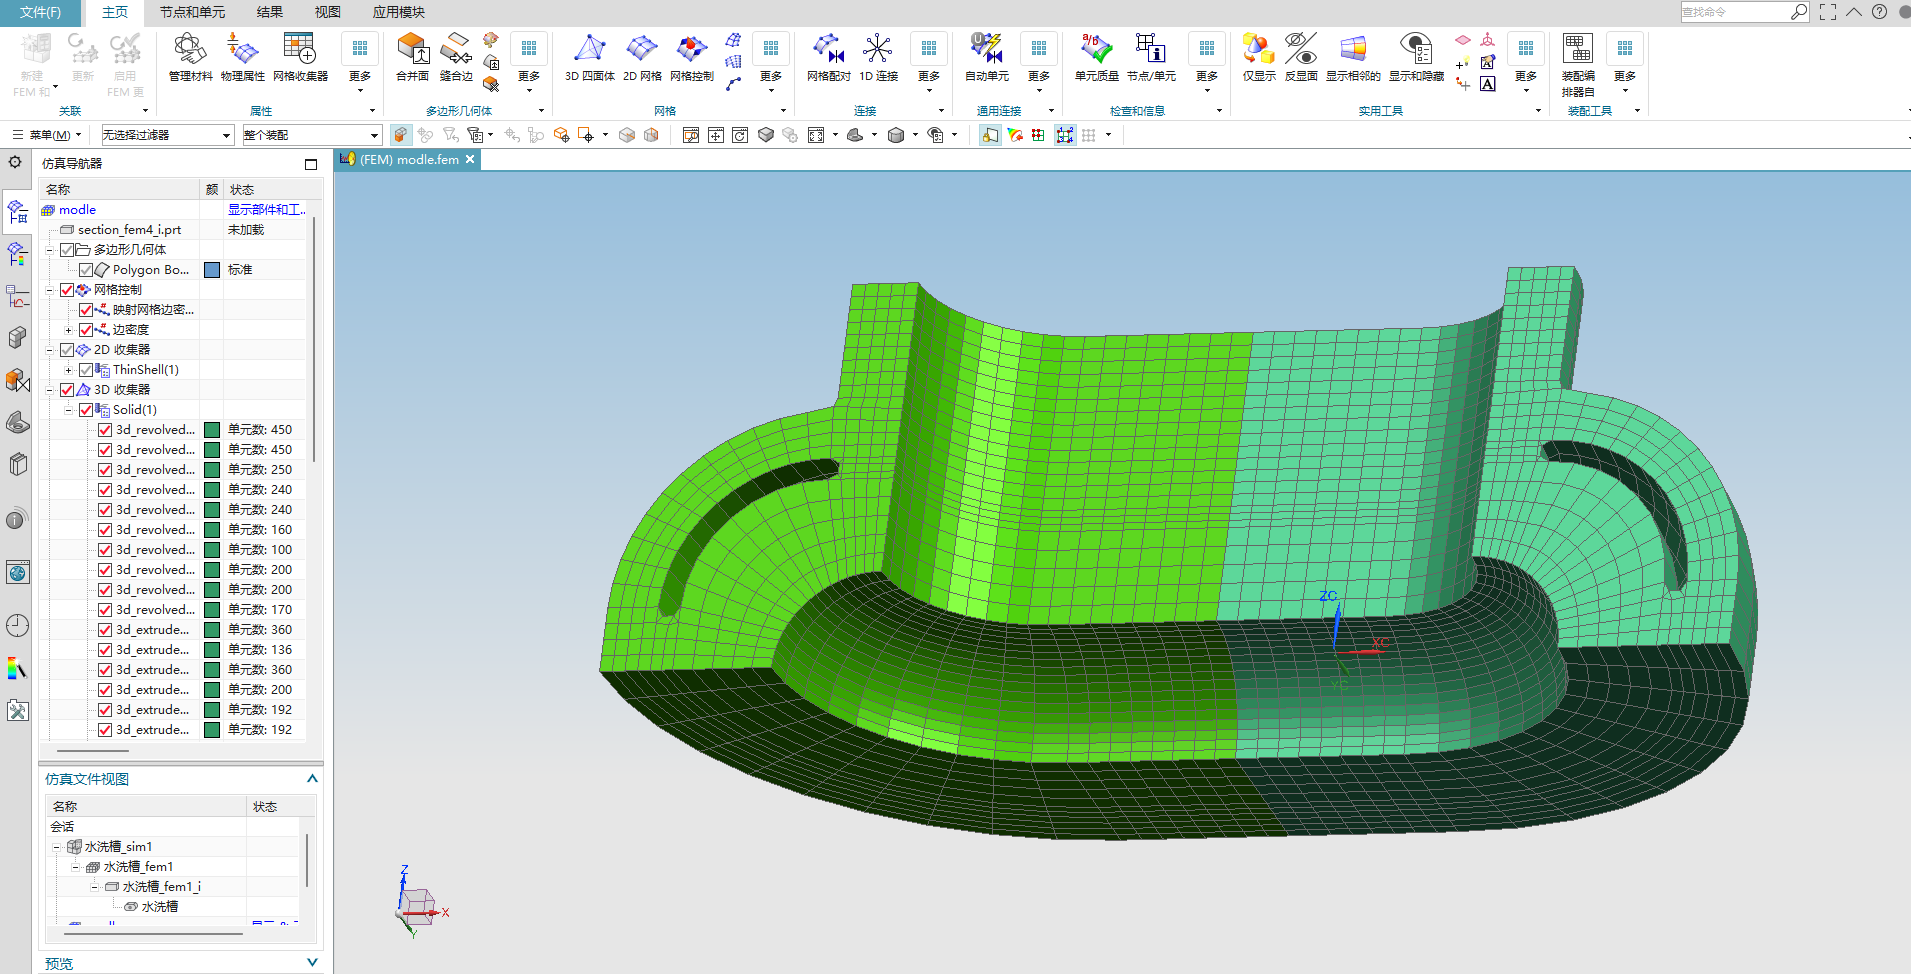 文件(F) 主页 节点和单元 结果 视图 应用模块 查找命令
新建 FEM 和 更新 启用 FEM 更 管理材料 物理属性 网格收集器 更多 合并面 缝合边 更多 3D 四面体 2D 网格 网格控制 更多 网格配对 1D 连接 更多 自动单元 更多 单元质量 节点/单元 更多 仅显示 反显面 显示相邻的 显示和隐藏 更多 装配编排器自 更多
关联 属性 多边形几何体 网格 连接 通用连接 检查和信息 实用工具 装配工具
菜单(M) 无选择过滤器 整个装配
仿真导航器
(FEM) modle.fem
名称 颜 状态
modle 显示部件和工...
section_fem4_i.prt 未加载
多边形几何体
Polygon Bo... 标准
网格控制
映射网格边密...
边密度
2D 收集器
ThinShell(1)
3D 收集器
Solid(1)
3d_revolved... 单元数: 450
3d_revolved... 单元数: 450
3d_revolved... 单元数: 250
3d_revolved... 单元数: 240
3d_revolved... 单元数: 240
3d_revolved... 单元数: 160
3d_revolved... 单元数: 100
3d_revolved... 单元数: 200
3d_revolved... 单元数: 200
3d_revolved... 单元数: 170
3d_extrude... 单元数: 360
3d_extrude... 单元数: 136
3d_extrude... 单元数: 360
3d_extrude... 单元数: 200
3d_extrude... 单元数: 192
3d_extrude... 单元数: 192
ZC
XC
YC
仿真文件视图
名称 状态
会话
水洗槽_sim1
水洗槽_fem1
水洗槽_fem1_i
水洗槽
预览
Z
X
Y